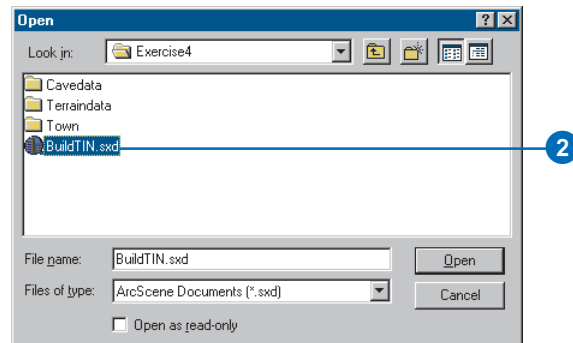 Open
Look in: Exercise4
Cavedata
Terraindata
Town
BuildTIN.sxd
2
File name: BuildTIN.sxd Open
Files of type: ArcScene Documents (*.sxd) Cancel
Open as read-only